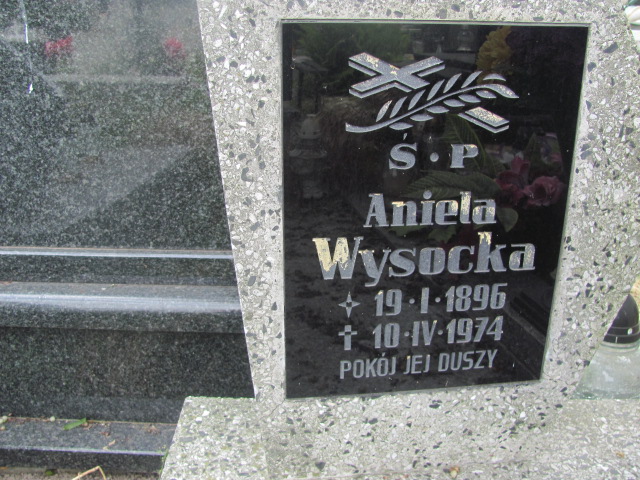 Ś·P
Aniela
Wysocka
19·I·1896
✝ 10·IV·1974
POKÓJ JEJ DUSZY